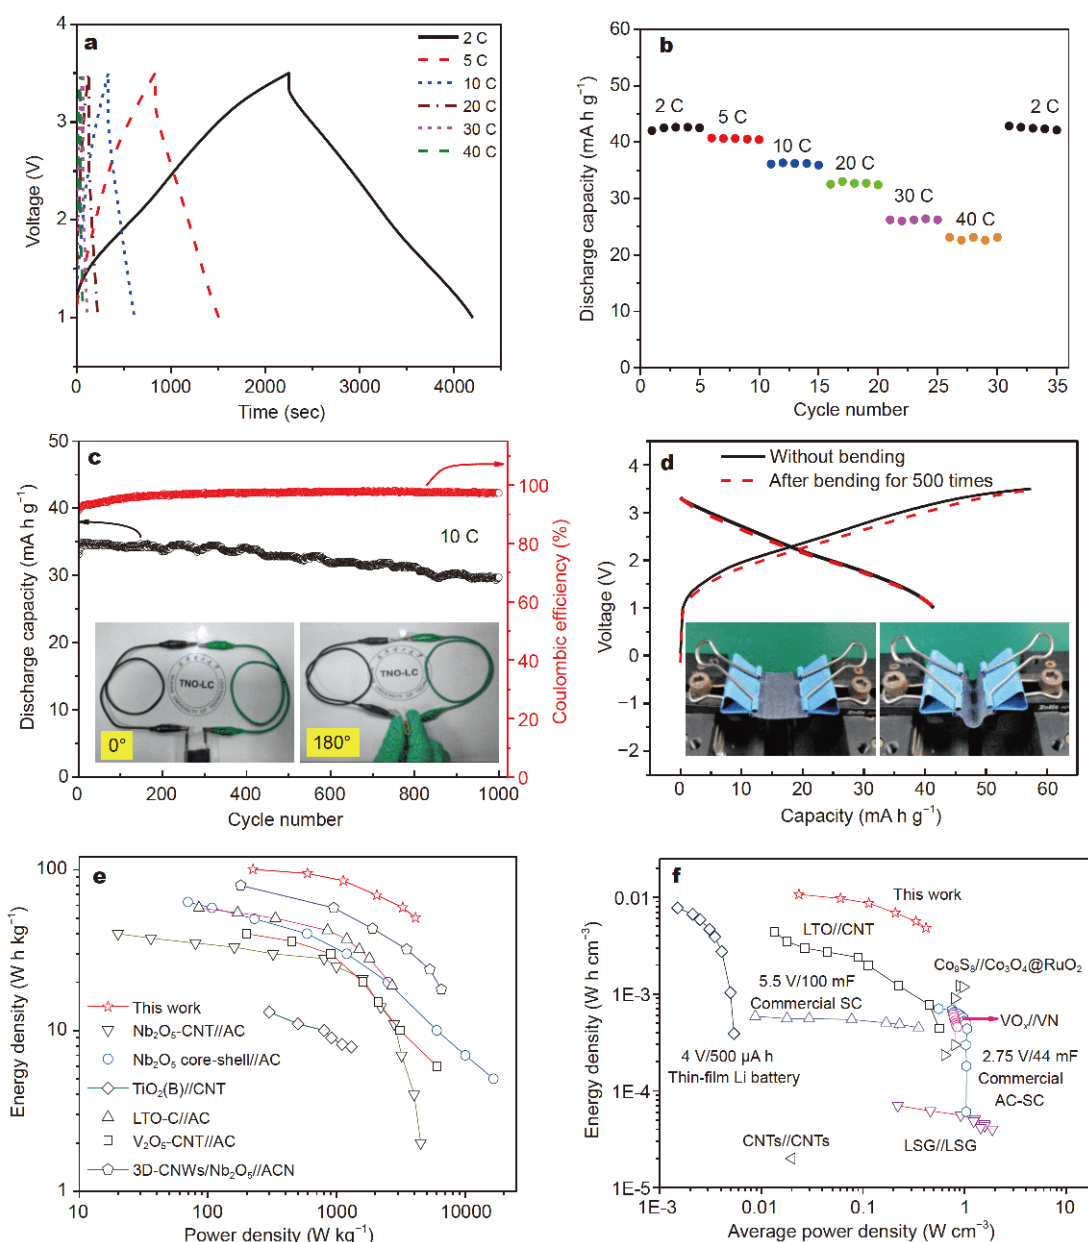 a
4
3
2
1
Voltage (V)
0
1000
2000
3000
4000
Time (sec)
2 C
5 C
10 C
20 C
30 C
40 C
b
60
50
40
30
20
10
0
Discharge capacity (mA h g⁻¹)
2 C
5 C
10 C
20 C
30 C
40 C
2 C
0
5
10
15
20
25
30
35
Cycle number
c
50
40
30
20
10
0
Discharge capacity (mA h g⁻¹)
10 C
100
80
60
40
20
0
Coulombic efficiency (%)
TNO-LC
0°
TNO-LC
180°
0
200
400
600
800
1000
Cycle number
d
Without bending
After bending for 500 times
4
3
2
1
0
−1
−2
Voltage (V)
0
10
20
30
40
50
60
Capacity (mA h g⁻¹)
e
100
10
1
Energy density (W h kg⁻¹)
This work
Nb₂O₅-CNT//AC
Nb₂O₅ core-shell//AC
TiO₂(B)//CNT
LTO-C//AC
V₂O₅-CNT//AC
3D-CNWs/Nb₂O₅//ACN
10
100
1000
10000
Power density (W kg⁻¹)
f
0.01
1E-3
1E-4
1E-5
Energy density (W h cm⁻³)
This work
LTO//CNT
Co₉S₈//Co₃O₄@RuO₂
5.5 V/100 mF
Commercial SC
VOₓ//VN
4 V/500 μA h
Thin-film Li battery
2.75 V/44 mF
Commercial
AC-SC
CNTs//CNTs
LSG//LSG
1E-3
0.01
0.1
1
10
Average power density (W cm⁻³)